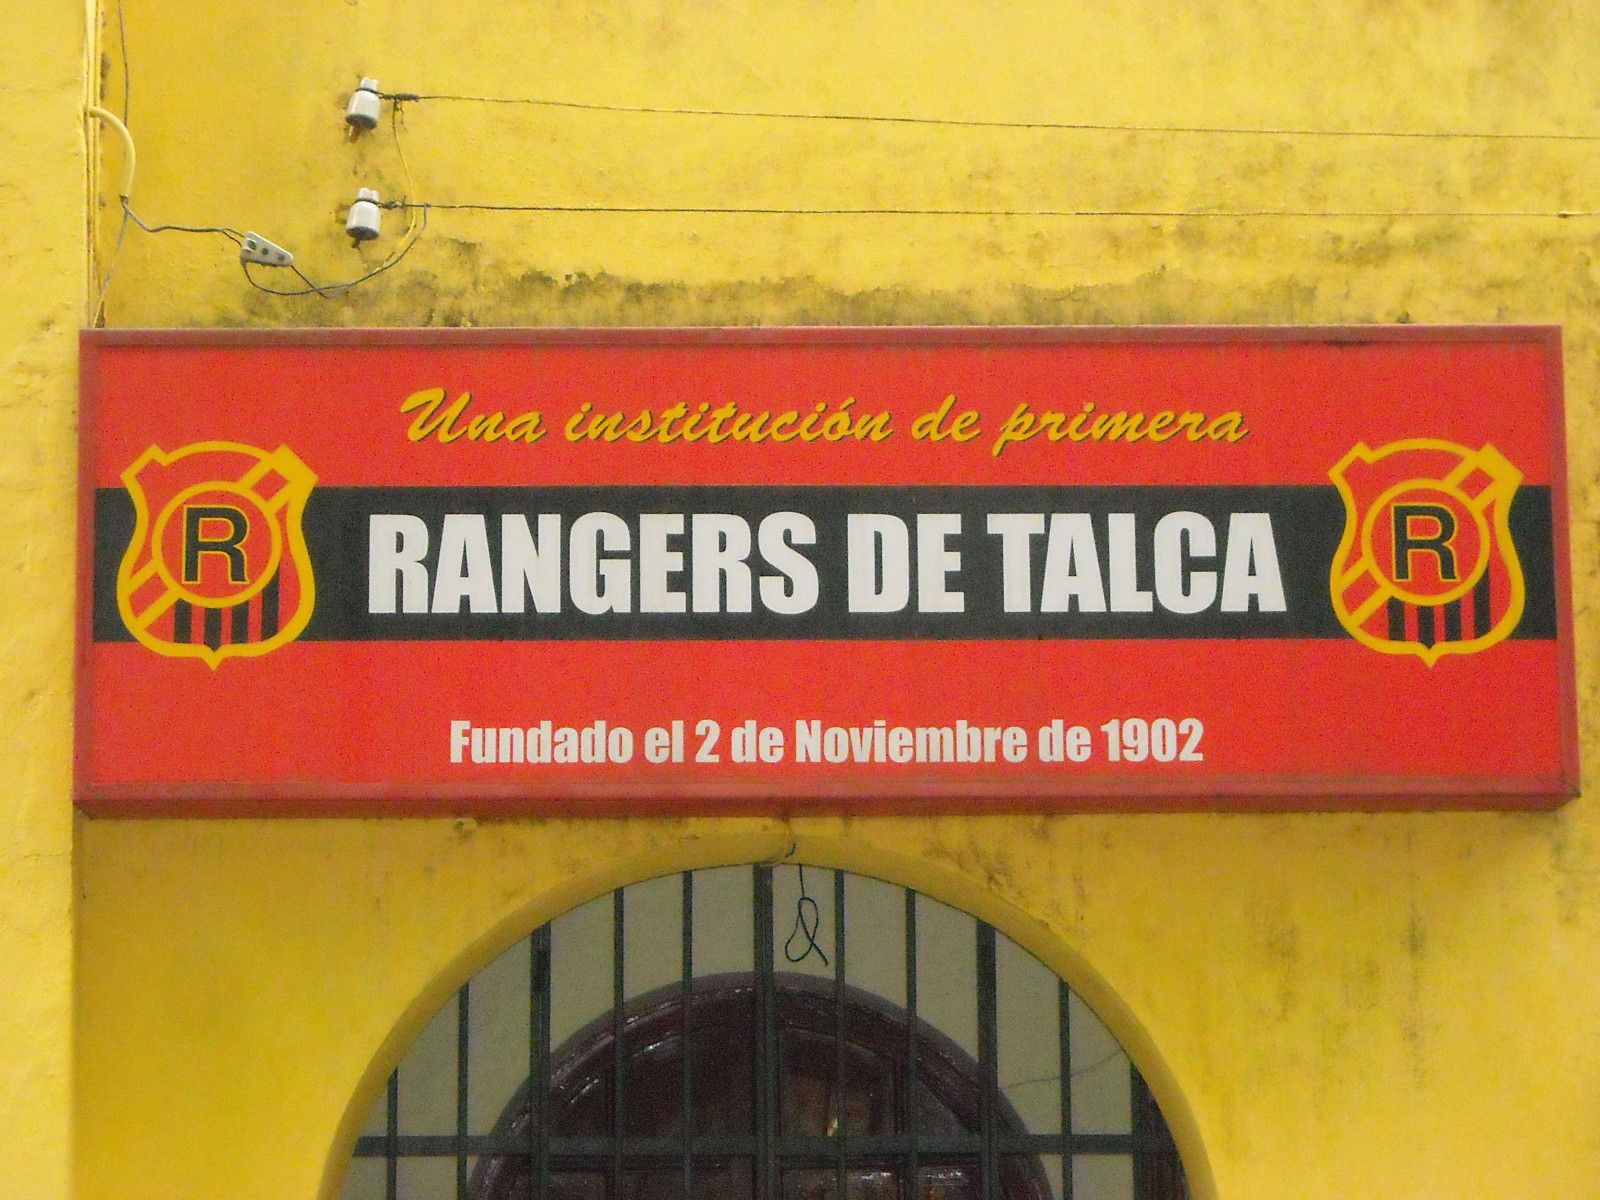 Una institución de primera
R
RANGERS DE TALCA
R
Fundado el 2 de Noviembre de 1902